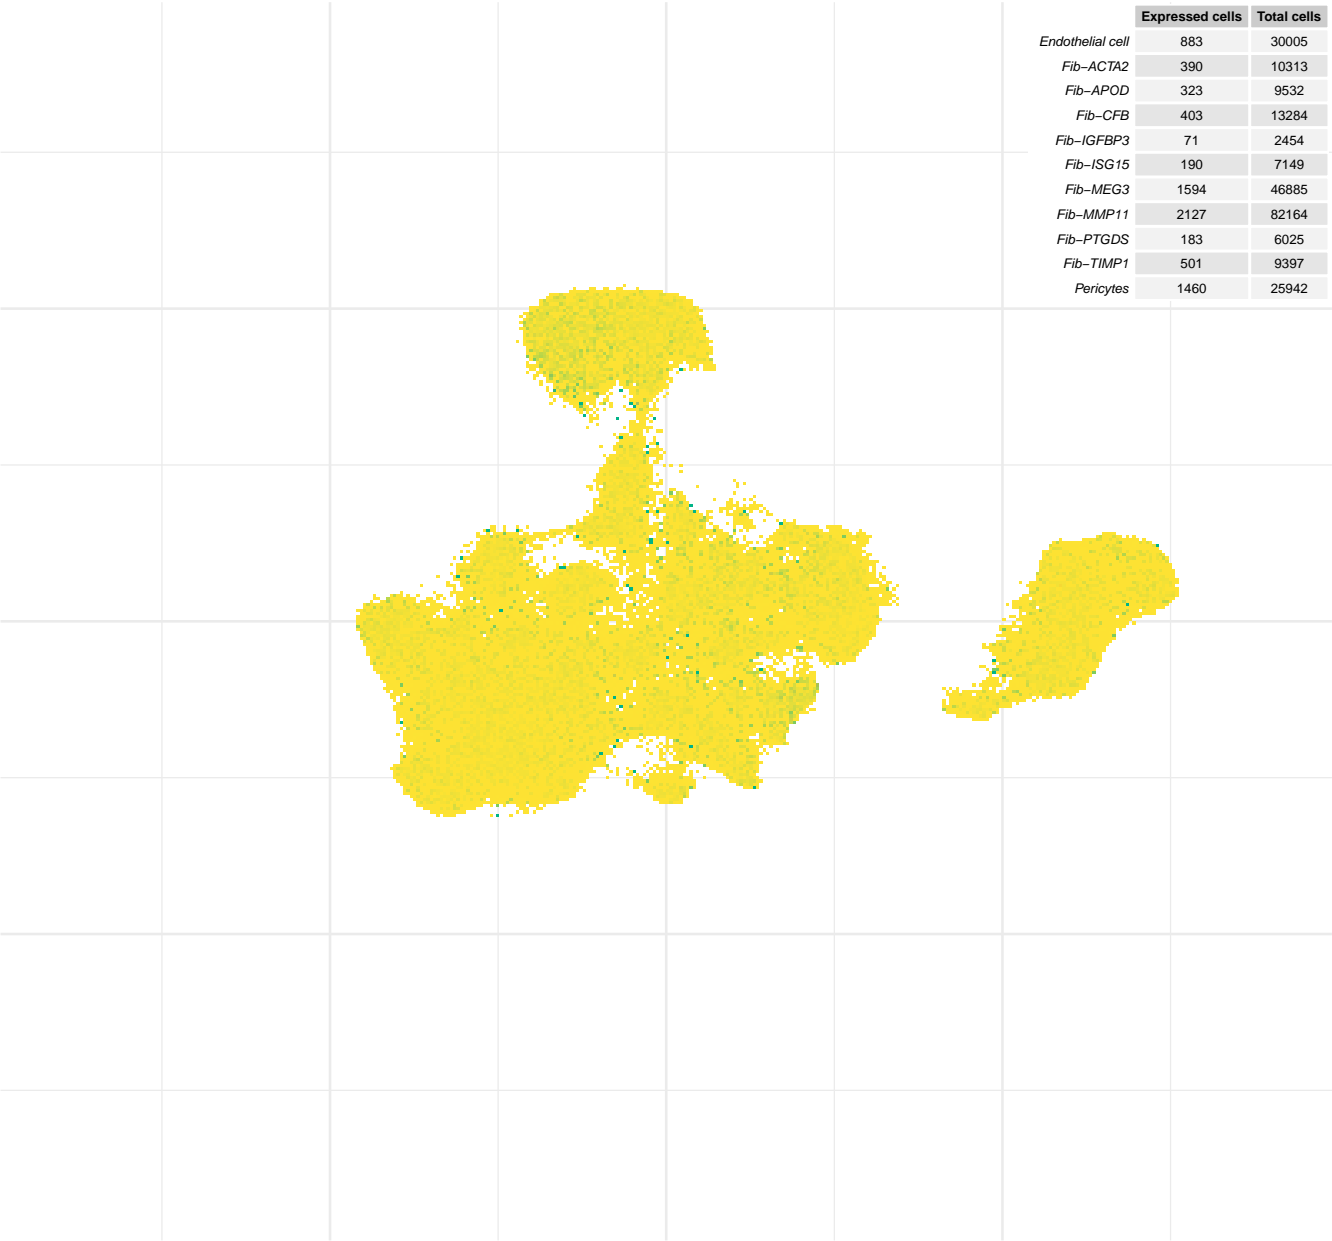 Expressed cells Total cells
Endothelial cell 883 30005
Fib−ACTA2 390 10313
Fib−APOD 323 9532
Fib−CFB 403 13284
Fib−IGFBP3 71 2454
Fib−ISG15 190 7149
Fib−MEG3 1594 46885
Fib−MMP11 2127 82164
Fib−PTGDS 183 6025
Fib−TIMP1 501 9397
Pericytes 1460 25942